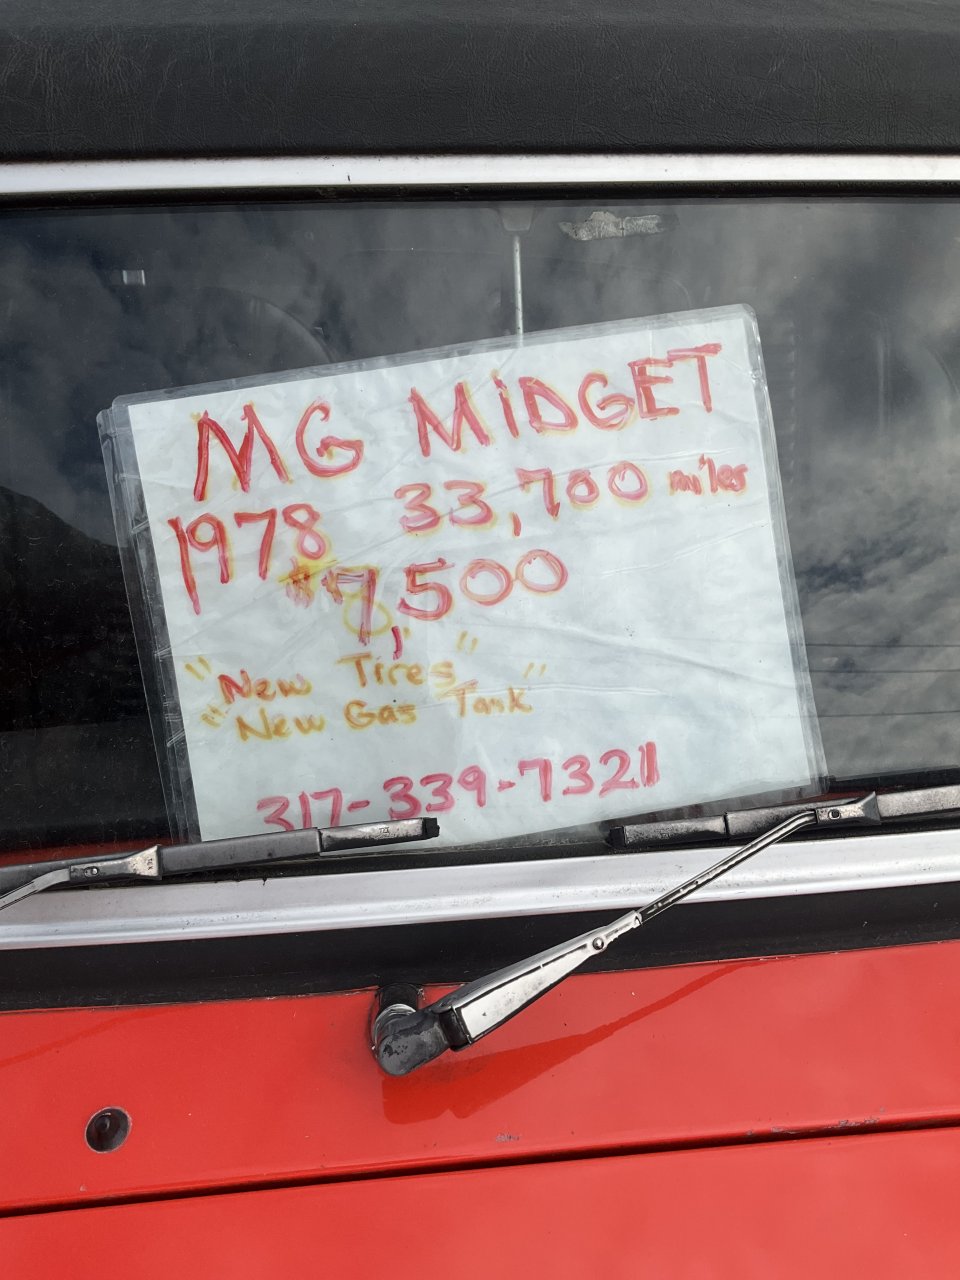 MG MIDGET
1978 33,700 miles
$7,500
"New Tires"
"New Gas Tank"
317-339-7321